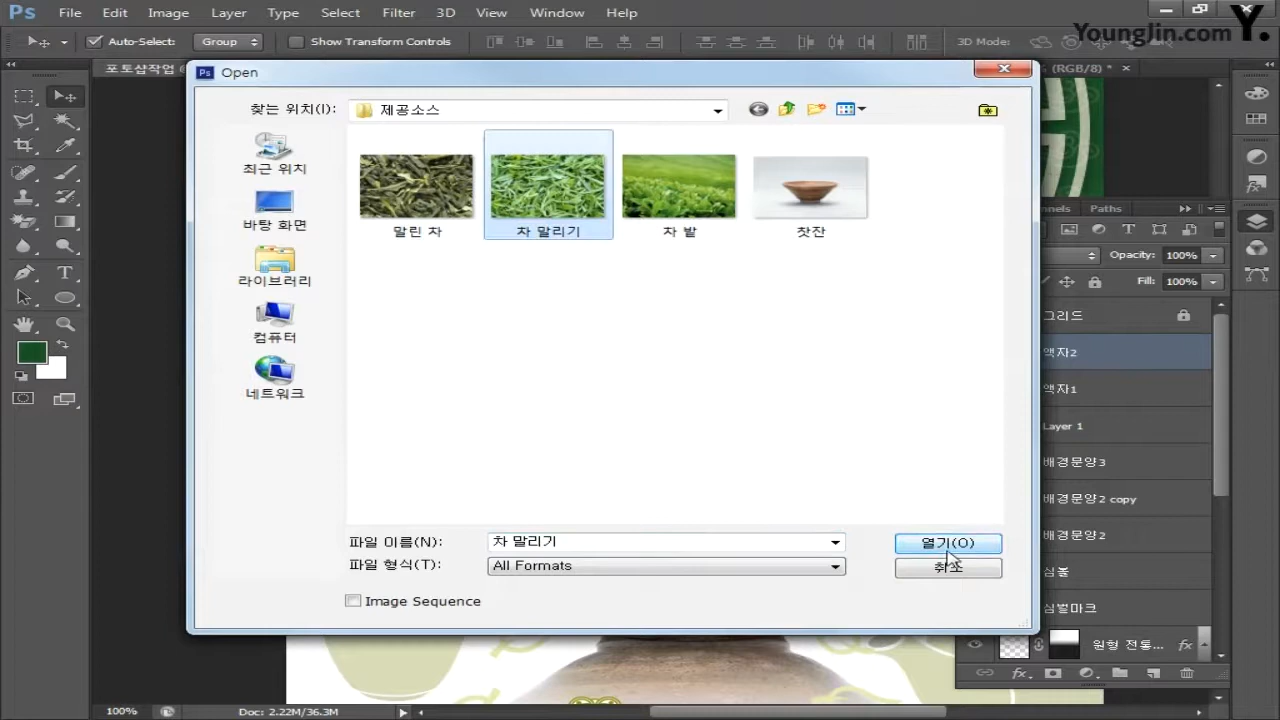 Ps File Edit Image Layer Type Select Filter 3D View Window Help
Auto-Select: Group Show Transform Controls 3D Mode:
YoungJin.com Y.
포토샵작업 (RGB/8) * ×
Ps Open
찾는 위치(I): 제공소스
최근 위치
바탕 화면
라이브러리
컴퓨터
네트워크
말린 차 차 말리기 차 밭 찻잔
파일 이름(N): 차 말리기 열기(O)
파일 형식(T): All Formats 취소
Image Sequence
nnels Paths
Opacity: 100%
Fill: 100%
그리드
액자2
액자1
Layer 1
배경문양3
배경문양2 copy
배경문양2
심볼
심벌마크
원형 전통... fx
fx
100% Doc: 2.22M/36.3M